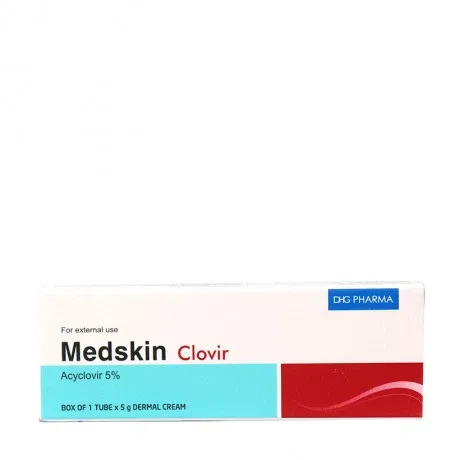 DHG PHARMA
For external use
Medskin Clovir
Acyclovir 5%
BOX OF 1 TUBE x 5 g DERMAL CREAM